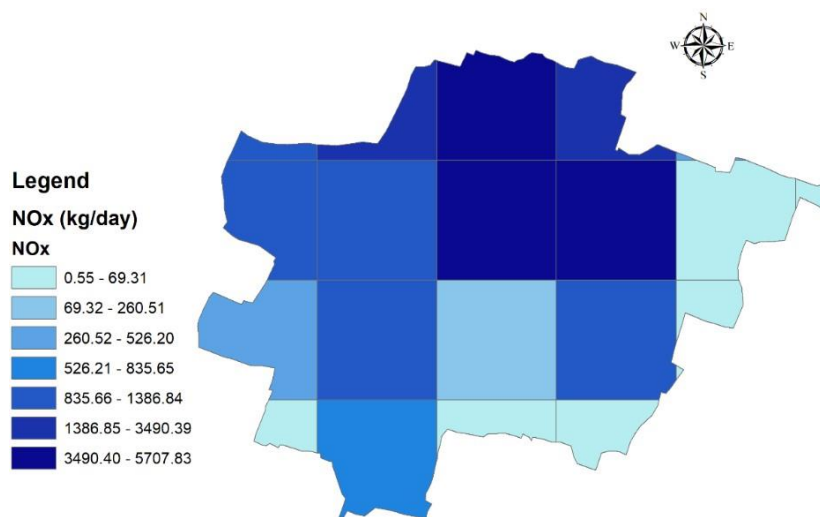 N
W E
S
Legend
NOx (kg/day)
NOx
0.55 - 69.31
69.32 - 260.51
260.52 - 526.20
526.21 - 835.65
835.66 - 1386.84
1386.85 - 3490.39
3490.40 - 5707.83